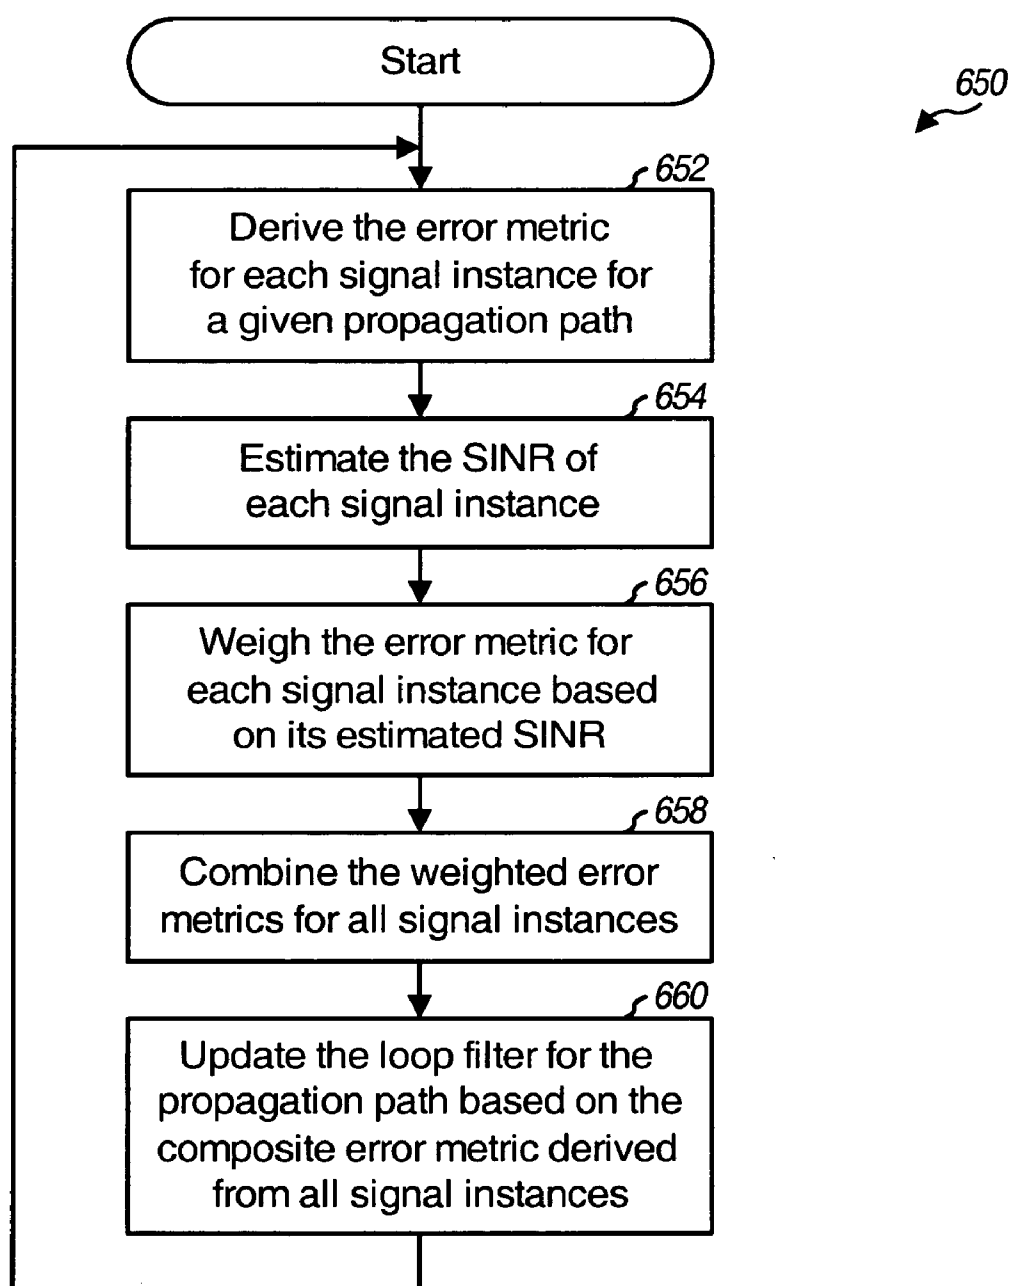 Start
650
652
Derive the error metric
for each signal instance for
a given propagation path
654
Estimate the SINR of
each signal instance
656
Weigh the error metric for
each signal instance based
on its estimated SINR
658
Combine the weighted error
metrics for all signal instances
660
Update the loop filter for the
propagation path based on the
composite error metric derived
from all signal instances